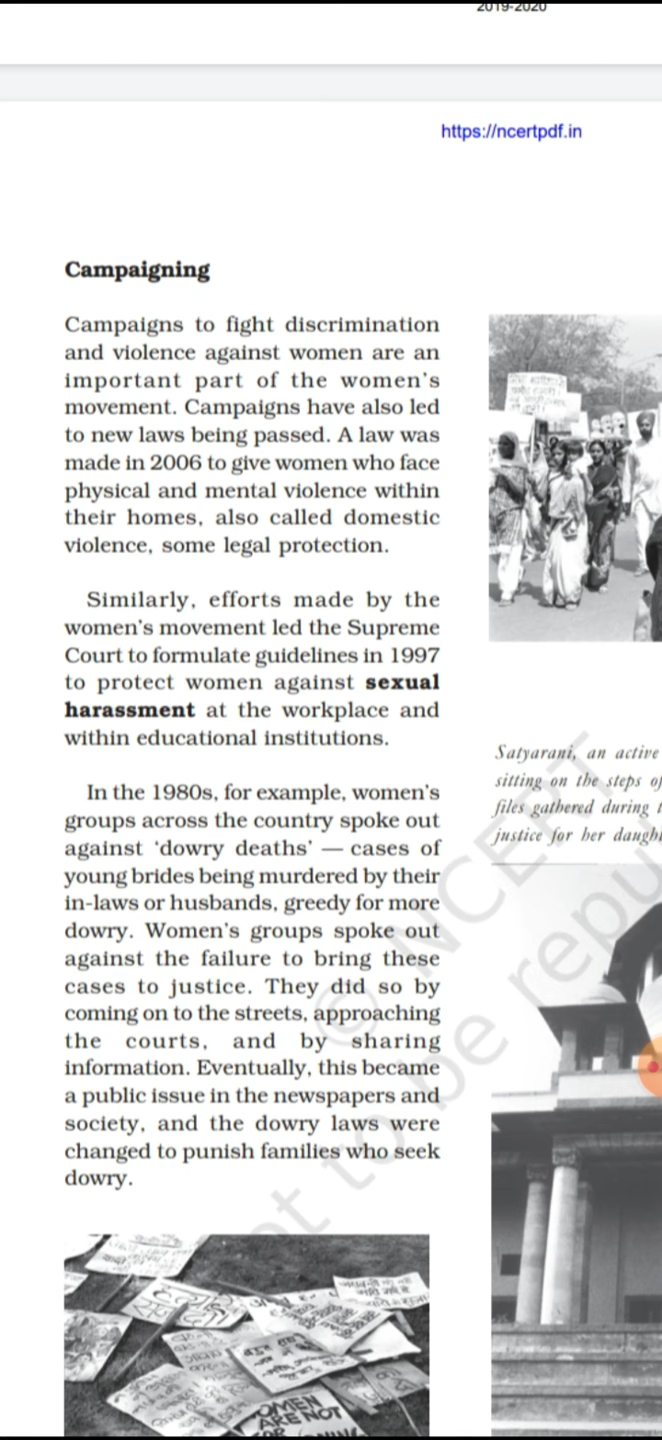 2019-2020
https://ncertpdf.in
Campaigning
Campaigns to fight discrimination
and violence against women are an
important part of the women's
movement. Campaigns have also led
to new laws being passed. A law was
made in 2006 to give women who face
physical and mental violence within
their homes, also called domestic
violence, some legal protection.
Similarly, efforts made by the
women's movement led the Supreme
Court to formulate guidelines in 1997
to protect women against sexual
harassment at the workplace and
within educational institutions.
In the 1980s, for example, women's
groups across the country spoke out
against ‘dowry deaths’ — cases of
young brides being murdered by their
in-laws or husbands, greedy for more
dowry. Women's groups spoke out
against the failure to bring these
cases to justice. They did so by
coming on to the streets, approaching
the courts, and by sharing
information. Eventually, this became
a public issue in the newspapers and
society, and the dowry laws were
changed to punish families who seek
dowry.
Satyarani, an active
sitting on the steps of
files gathered during t
justice for her daugh
© NCERT
not to be repu
OMEN
ARE NOT